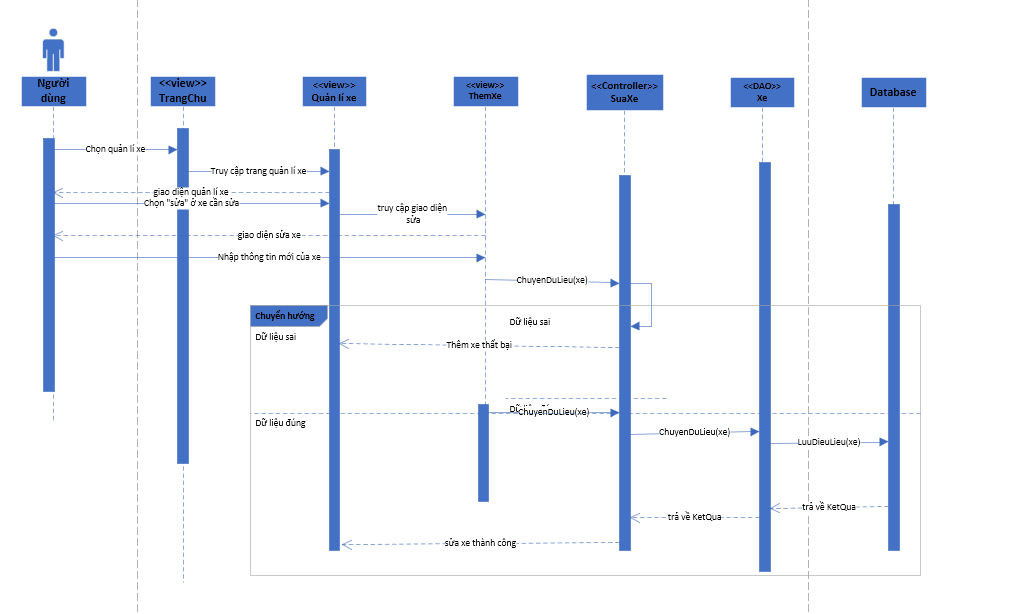 Người
dùng
<<view>>
TrangChu
<<view>>
Quản lí xe
<<view>>
ThemXe
<<Controller>>
SuaXe
<<DAO>>
Xe
Database
Chọn quản lí xe
Truy cập trang quản lí xe
giao diện quản lí xe
Chọn "sửa" ở xe cần sửa
truy cập giao diện
sửa
giao diện sửa xe
Nhập thông tin mới của xe
ChuyenDuLieu(xe)
Chuyển hướng
Dữ liệu sai
Dữ liệu sai
Thêm xe thất bại
ChuyenDuLieu(xe)
Dữ liệu đúng
ChuyenDuLieu(xe)
LuuDieuLieu(xe)
trả về KetQua
trả về KetQua
sửa xe thành công